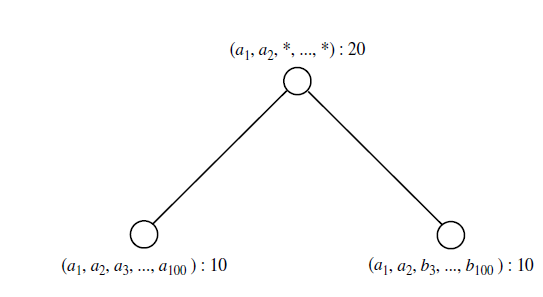 (a₁, a₂, *, ..., *) : 20
(a₁, a₂, a₃, ..., a₁₀₀ ) : 10
(a₁, a₂, b₃, ..., b₁₀₀ ) : 10